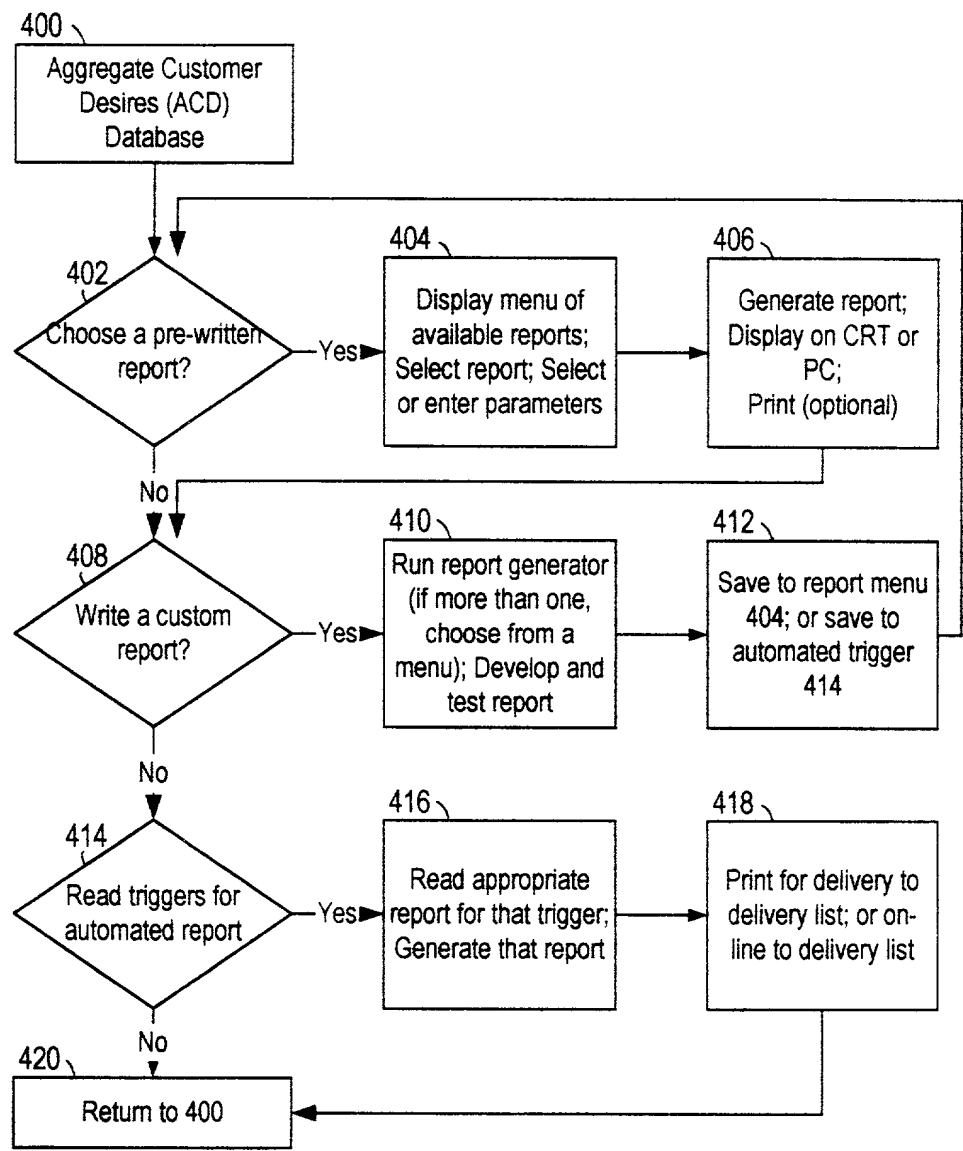 400
Aggregate Customer
Desires (ACD)
Database
402
Choose a pre-written
report?
Yes
404
Display menu of
available reports;
Select report; Select
or enter parameters
406
Generate report;
Display on CRT or
PC;
Print (optional)
No
408
Write a custom
report?
Yes
410
Run report generator
(if more than one,
choose from a
menu); Develop and
test report
412
Save to report menu
404; or save to
automated trigger
414
No
414
Read triggers for
automated report
Yes
416
Read appropriate
report for that trigger;
Generate that report
418
Print for delivery to
delivery list; or on-
line to delivery list
No
420
Return to 400